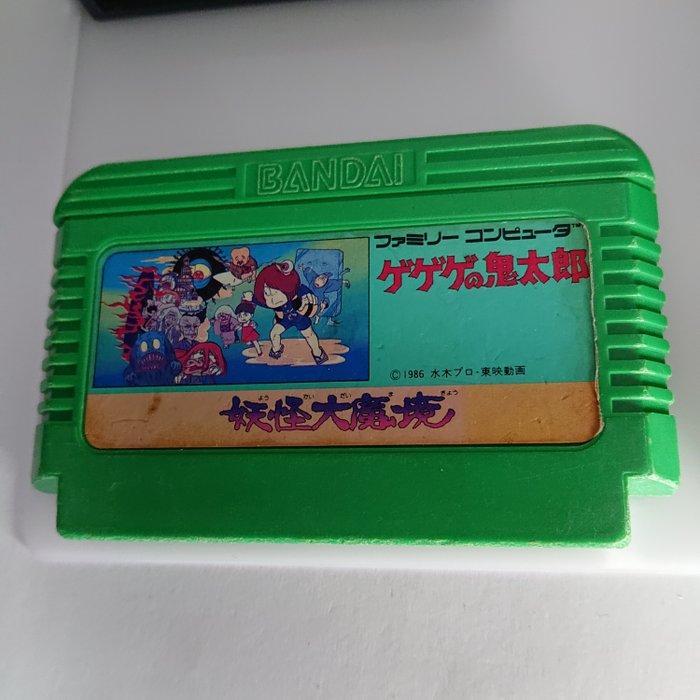 BANDAI
ファミリー コンピュータ™
ゲゲゲの鬼太郎
©1986 水木プロ・東映動画
よう かい だい ま きょう
妖怪大魔境